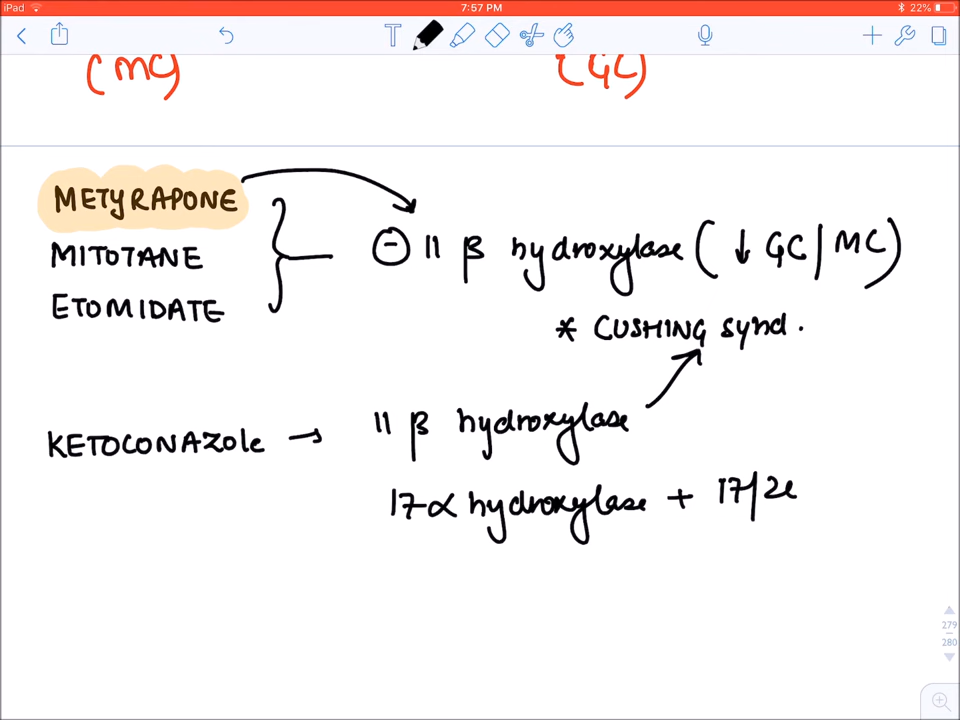 iPad 7:57 PM 22%
T
(MC) (GC)
METYRAPONE
MITOTANE
ETOMIDATE
⊖ 11 β hydroxylase (↓ GC/MC)
* CUSHING synd.
KETOCONAZole → 11 β hydroxylase
17α hydroxylase + 17/20
279
280